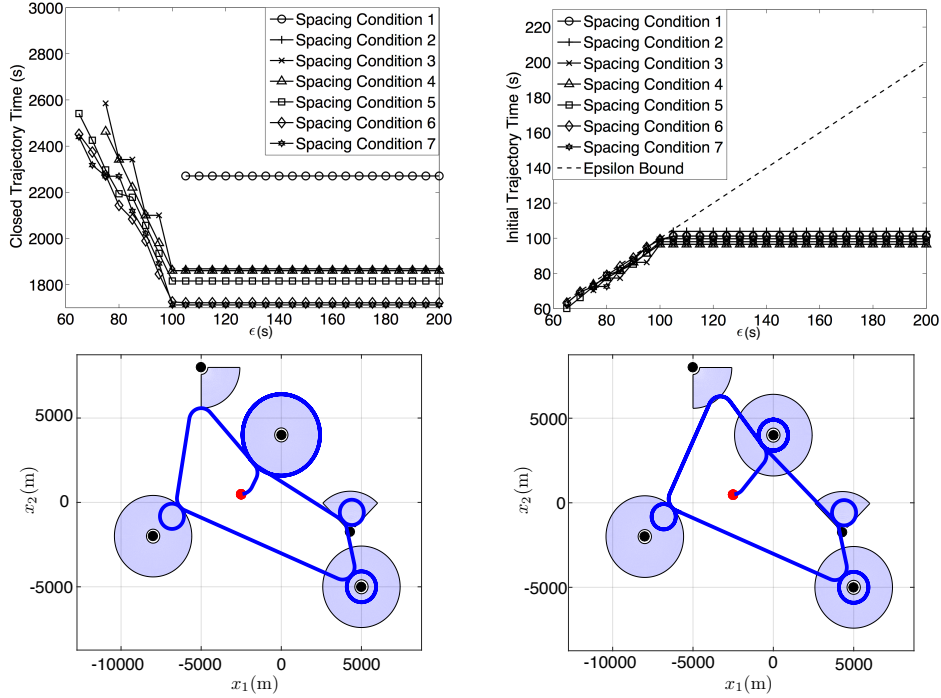 3000
2800
2600
2400
2200
2000
1800
Closed Trajectory Time (s)
60 80 100 120 140 160 180 200
ϵ(s)
Spacing Condition 1
Spacing Condition 2
Spacing Condition 3
Spacing Condition 4
Spacing Condition 5
Spacing Condition 6
Spacing Condition 7
200
180
160
140
120
100
80
60
Initial Trajectory Time (s)
60 80 100 120 140 160 180 200
ϵ(s)
Spacing Condition 1
Spacing Condition 2
Spacing Condition 3
Spacing Condition 4
Spacing Condition 5
Spacing Condition 6
Spacing Condition 7
Epsilon Bound
5000
0
-5000
x₂(m)
-10000 -5000 0 5000
x₁(m)
5000
0
-5000
x₂(m)
-10000 -5000 0 5000
x₁(m)